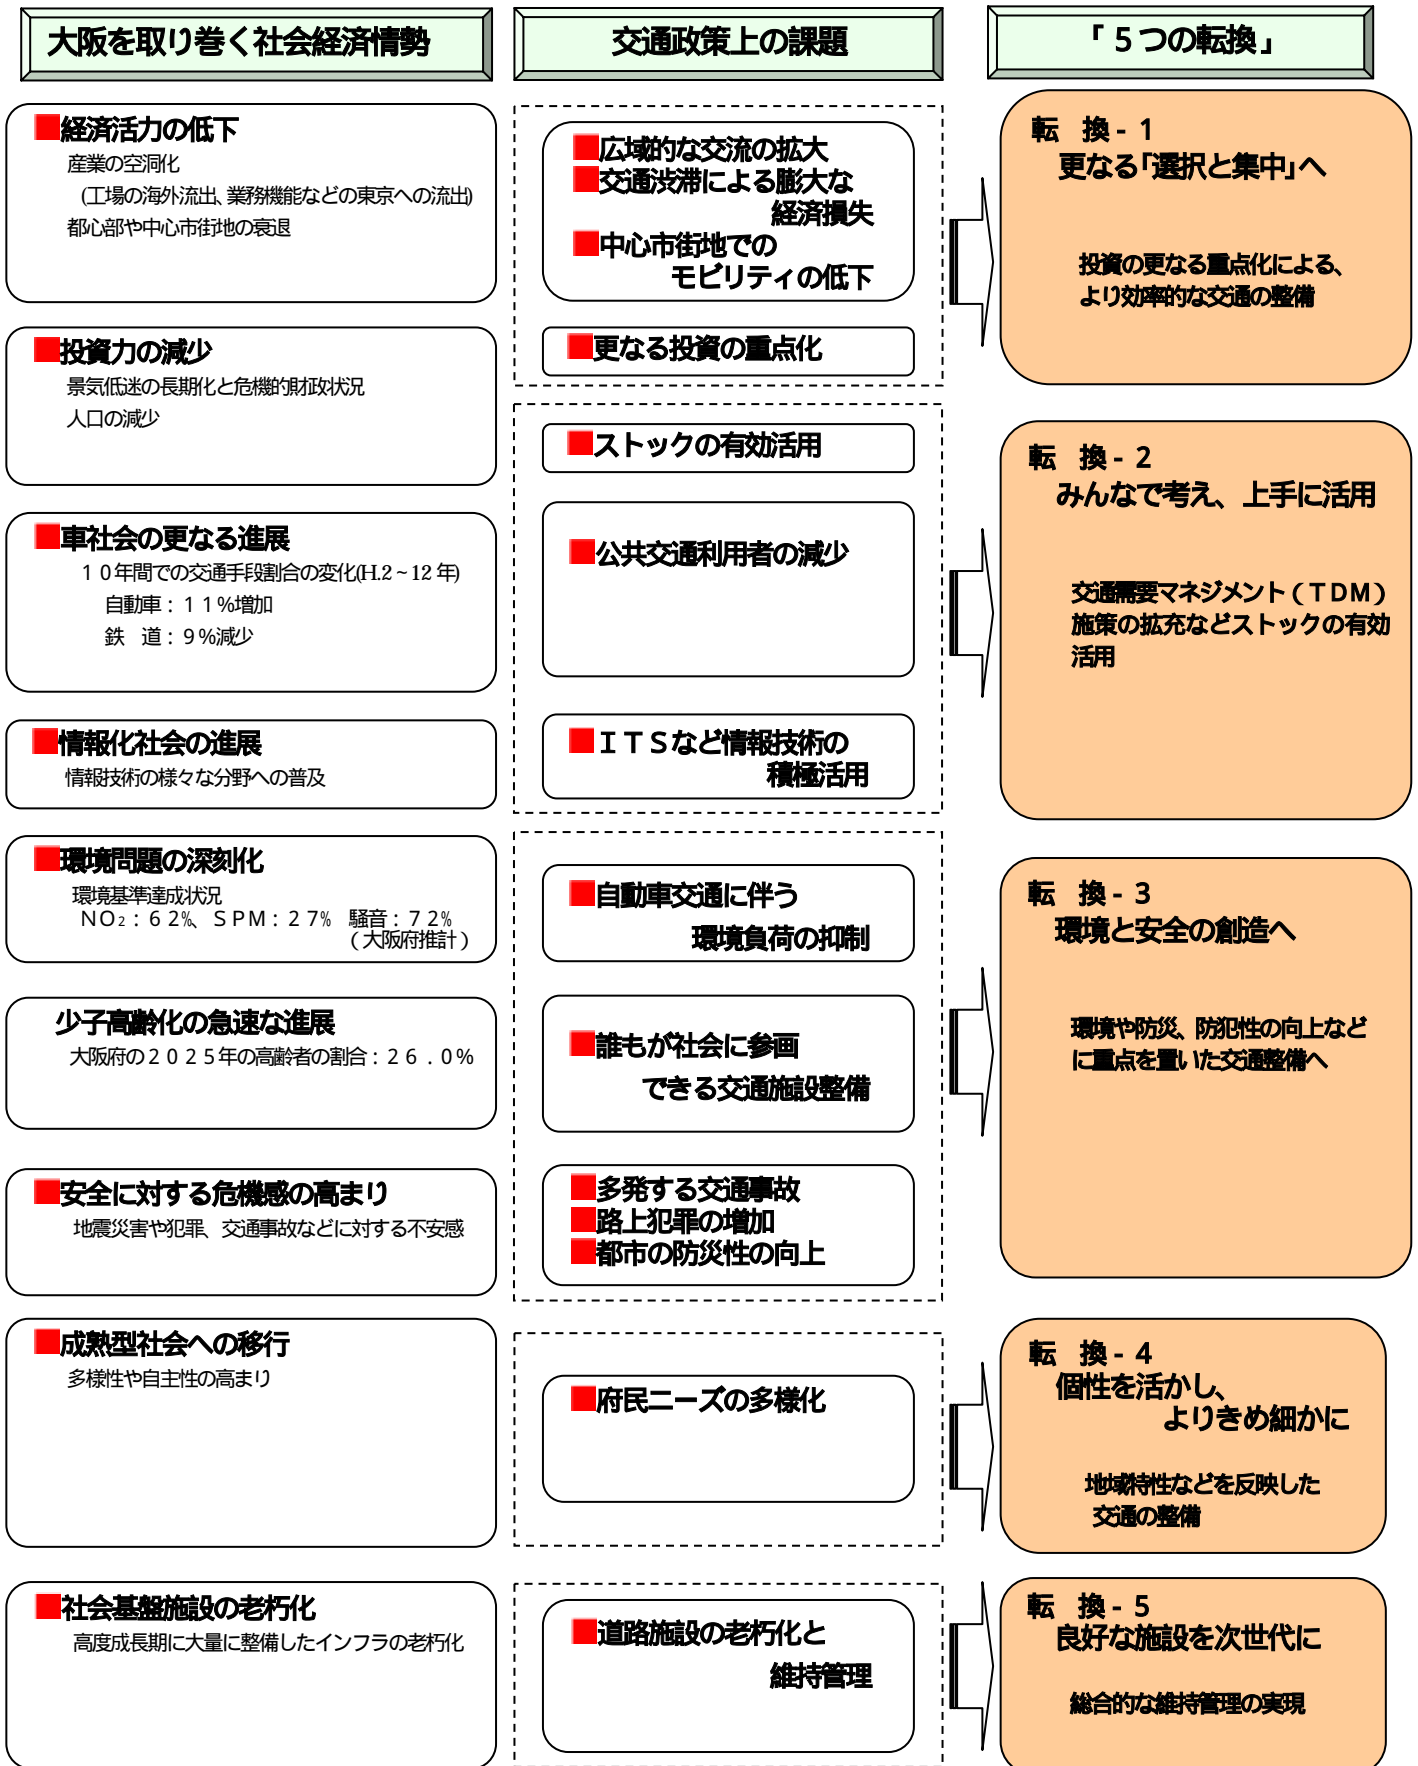 大阪を取り巻く社会経済情勢
■経済活力の低下
産業の空洞化
(工場の海外流出、業務機能などの東京への流出)
都心部や中心市街地の衰退
■投資力の減少
景気低迷の長期化と危機的財政状況
人口の減少
■車社会の更なる進展
１０年間での交通手段割合の変化(H.2～12年)
自動車：１１%増加
鉄　道：９%減少
■情報化社会の進展
情報技術の様々な分野への普及
■環境問題の深刻化
環境基準達成状況
ＮＯ₂：６２%、ＳＰＭ：２７%　騒音：７２%
（大阪府推計）
少子高齢化の急速な進展
大阪府の２０２５年の高齢者の割合：２６．０%
■安全に対する危機感の高まり
地震災害や犯罪、交通事故などに対する不安感
■成熟型社会への移行
多様性や自主性の高まり
■社会基盤施設の老朽化
高度成長期に大量に整備したインフラの老朽化
交通政策上の課題
■広域的な交流の拡大
■交通渋滞による膨大な
経済損失
■中心市街地での
モビリティの低下
■更なる投資の重点化
■ストックの有効活用
■公共交通利用者の減少
■ＩＴＳなど情報技術の
積極活用
■自動車交通に伴う
環境負荷の抑制
■誰もが社会に参画
できる交通施設整備
■多発する交通事故
■路上犯罪の増加
■都市の防災性の向上
■府民ニーズの多様化
■道路施設の老朽化と
維持管理
「５つの転換」
転　換-１
更なる｢選択と集中｣へ
投資の更なる重点化による、
より効率的な交通の整備
転　換-２
みんなで考え、上手に活用
交通需要マネジメント（ＴＤＭ）
施策の拡充などストックの有効
活用
転　換-３
環境と安全の創造へ
環境や防災、防犯性の向上など
に重点を置いた交通整備へ
転　換-４
個性を活かし、
よりきめ細かに
地域特性などを反映した
交通の整備
転　換-５
良好な施設を次世代に
総合的な維持管理の実現